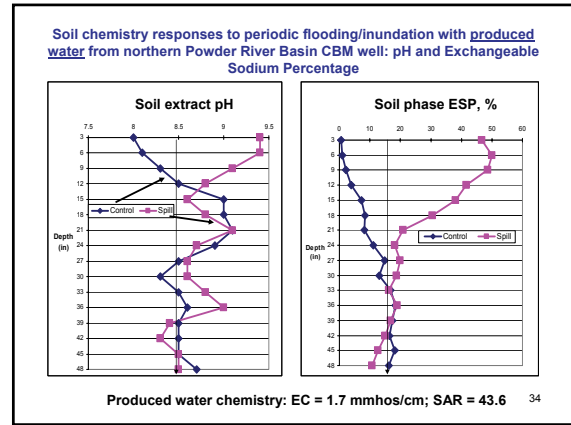 Soil chemistry responses to periodic flooding/inundation with produced
water from northern Powder River Basin CBM well: pH and Exchangeable
Sodium Percentage
Soil extract pH
7.5 8 8.5 9 9.5
3
6
9
12
15
18
21
24
27
30
33
36
39
42
45
48
Depth
(in)
Control Spill
Soil phase ESP, %
0 10 20 30 40 50 60
3
6
9
12
15
18
21
24
27
30
33
36
39
42
45
48
Depth
(in)
Control Spill
Produced water chemistry: EC = 1.7 mmhos/cm; SAR = 43.6
34